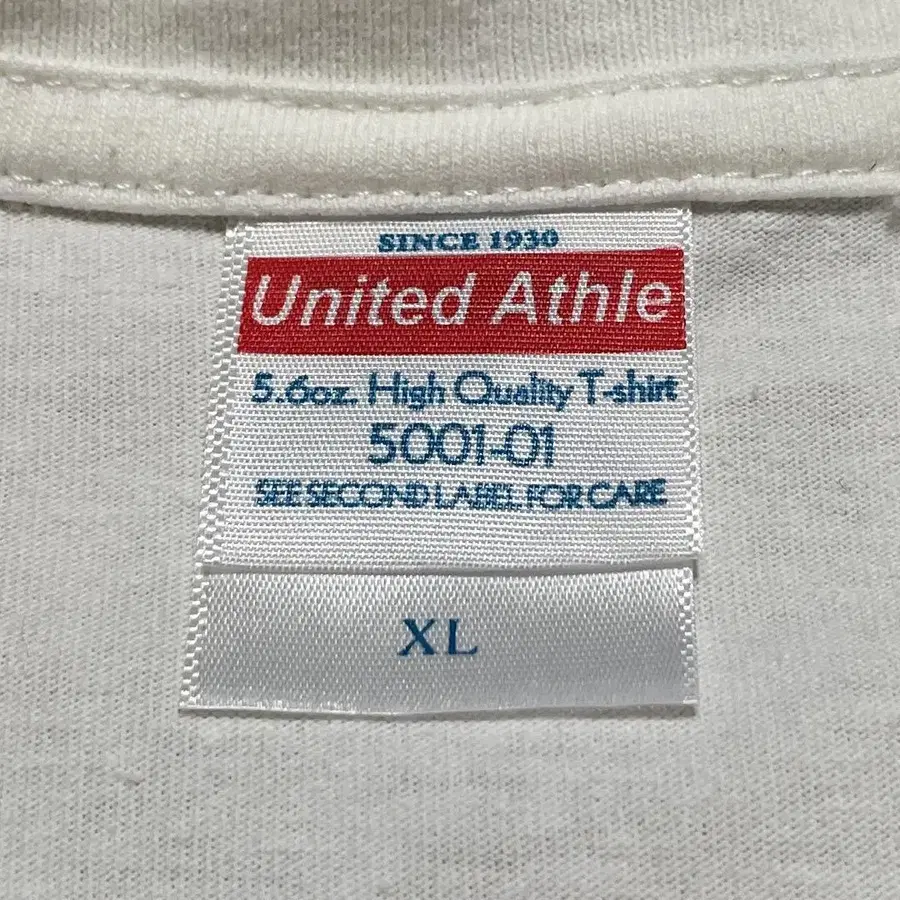 SINCE 1930
United Athle
5.6oz. High Quality T-shirt
5001-01
SEE SECOND LABEL FOR CARE
XL